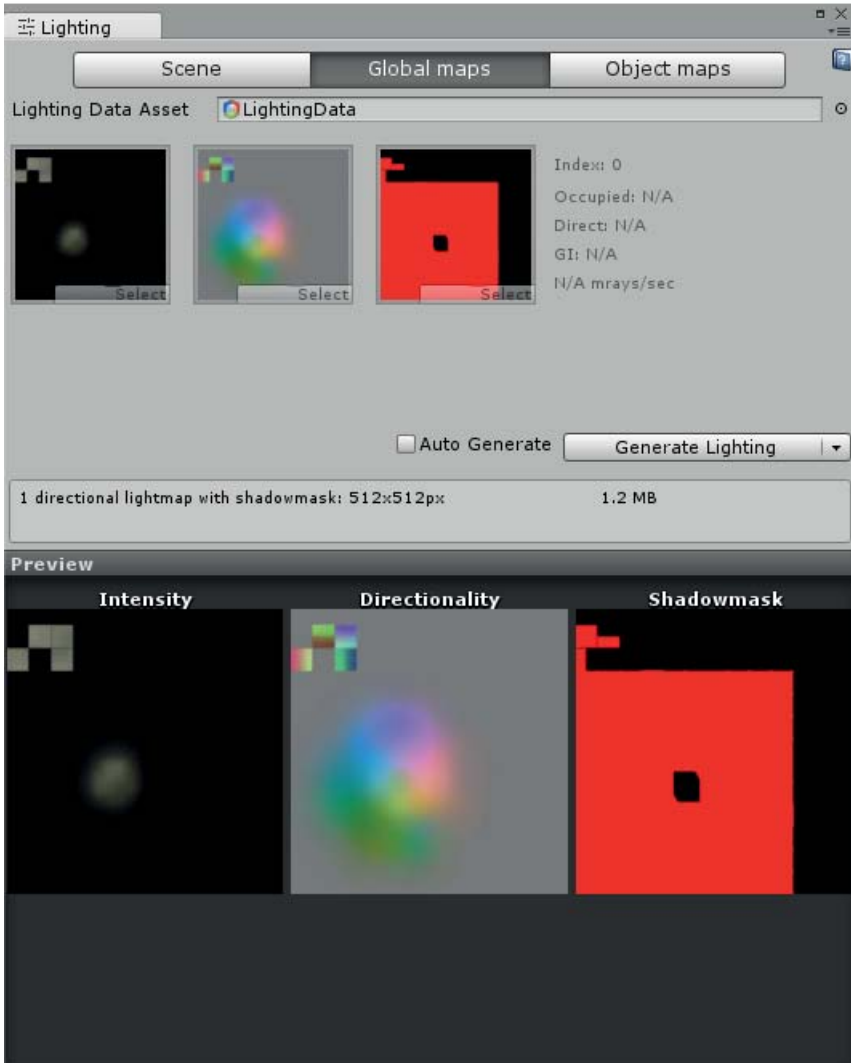 Lighting
Scene Global maps Object maps
Lighting Data Asset LightingData
Index: 0
Occupied: N/A
Direct: N/A
GI: N/A
N/A mrays/sec
Select Select Select
Auto Generate Generate Lighting
1 directional lightmap with shadowmask: 512x512px 1.2 MB
Preview
Intensity Directionality Shadowmask